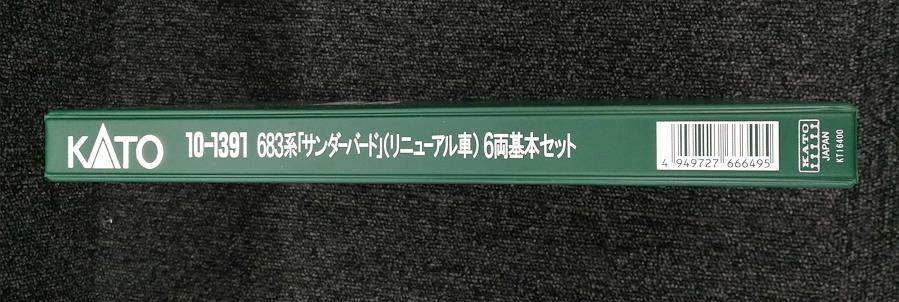 KATO 10-1391 683系「サンダーバード」(リニューアル車) 6両基本セット
4 949727 666495
KATO
JAPAN
KT16400